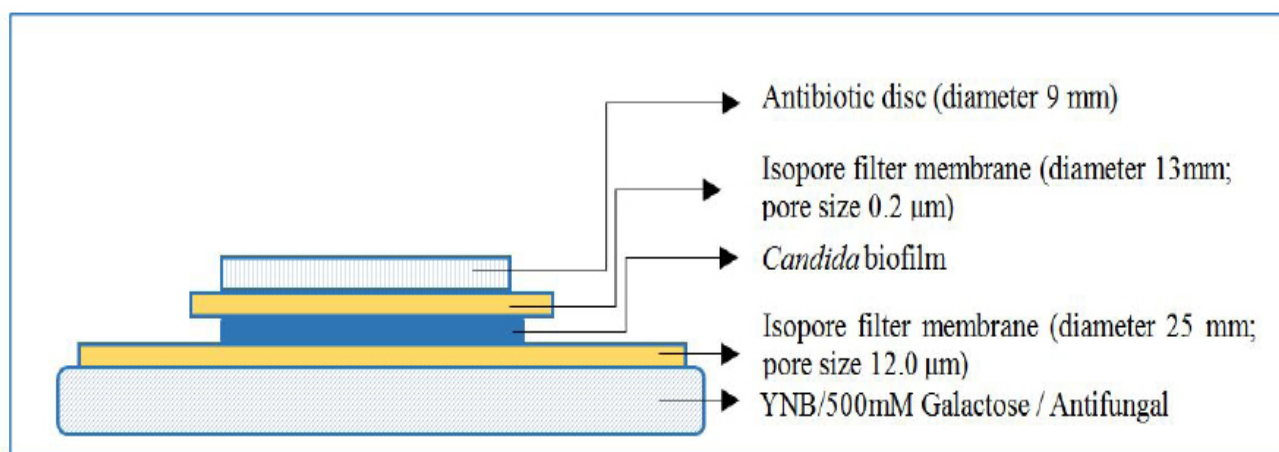 Antibiotic disc (diameter 9 mm)
Isopore filter membrane (diameter 13mm;
pore size 0.2 μm)
Candida biofilm
Isopore filter membrane (diameter 25 mm;
pore size 12.0 μm)
YNB/500mM Galactose / Antifungal